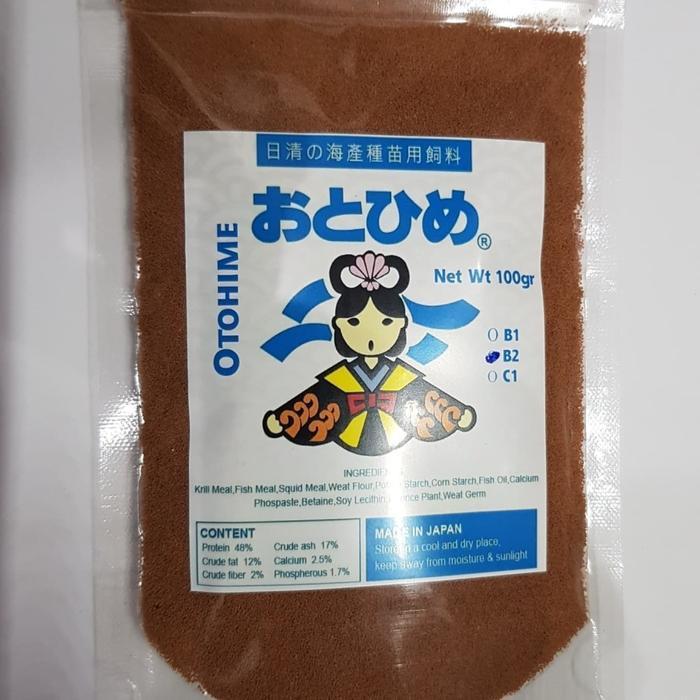 日清の海産種苗用飼料
おとひめ®
OTOHIME
Net Wt 100gr
B1
B2
C1
Krill Meal,Fish Meal,Squid Meal,Weat Flour, Starch,Corn Starch,Fish Oil,Calcium
Phospaste,Betaine,Soy Lecithin, Plant,Weat Germ
CONTENT
Protein 48% Crude ash 17%
Crude fat 12% Calcium 2.5%
Crude fiber 2% Phospherous 1.7%
MADE IN JAPAN
Store in a cool and dry place,
keep away from moisture & sunlight